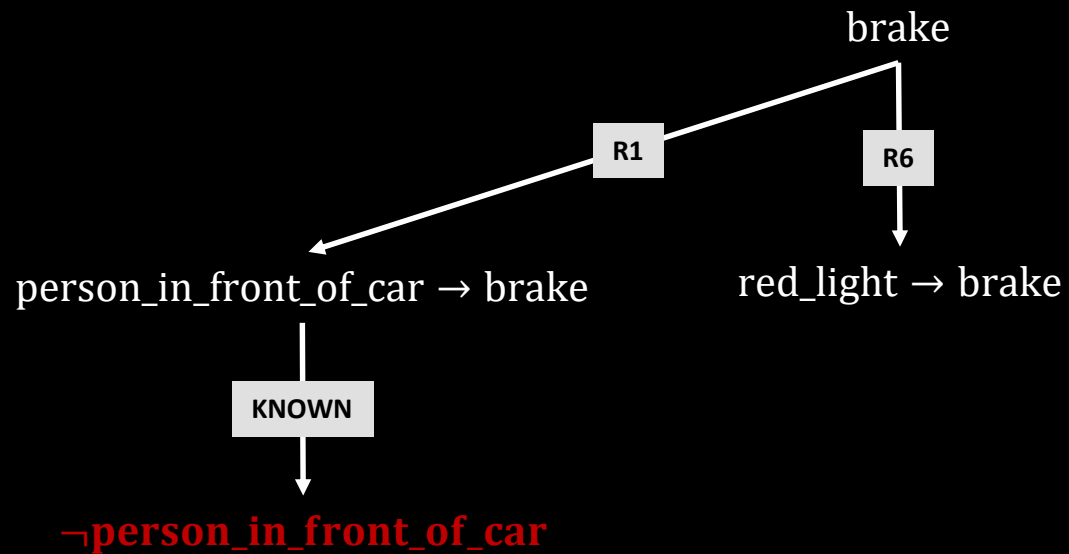 brake
R1
R6
person_in_front_of_car → brake
red_light → brake
KNOWN
¬person_in_front_of_car